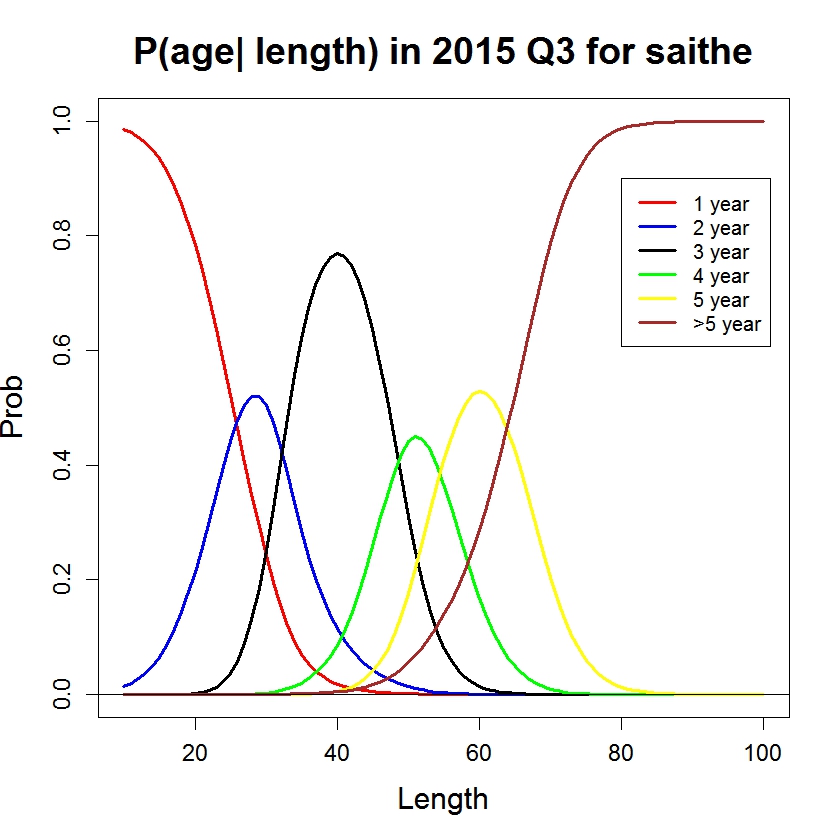 P(age| length) in 2015 Q3 for saithe
1.0
0.8
0.6
0.4
0.2
0.0
Prob
1 year
2 year
3 year
4 year
5 year
>5 year
20 40 60 80 100
Length